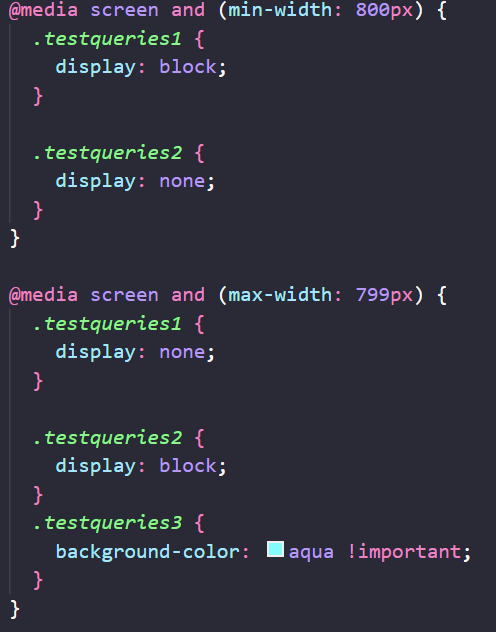 @media screen and (min-width: 800px) {
  .testqueries1 {
    display: block;
  }

  .testqueries2 {
    display: none;
  }
}

@media screen and (max-width: 799px) {
  .testqueries1 {
    display: none;
  }

  .testqueries2 {
    display: block;
  }
  .testqueries3 {
    background-color: aqua !important;
  }
}